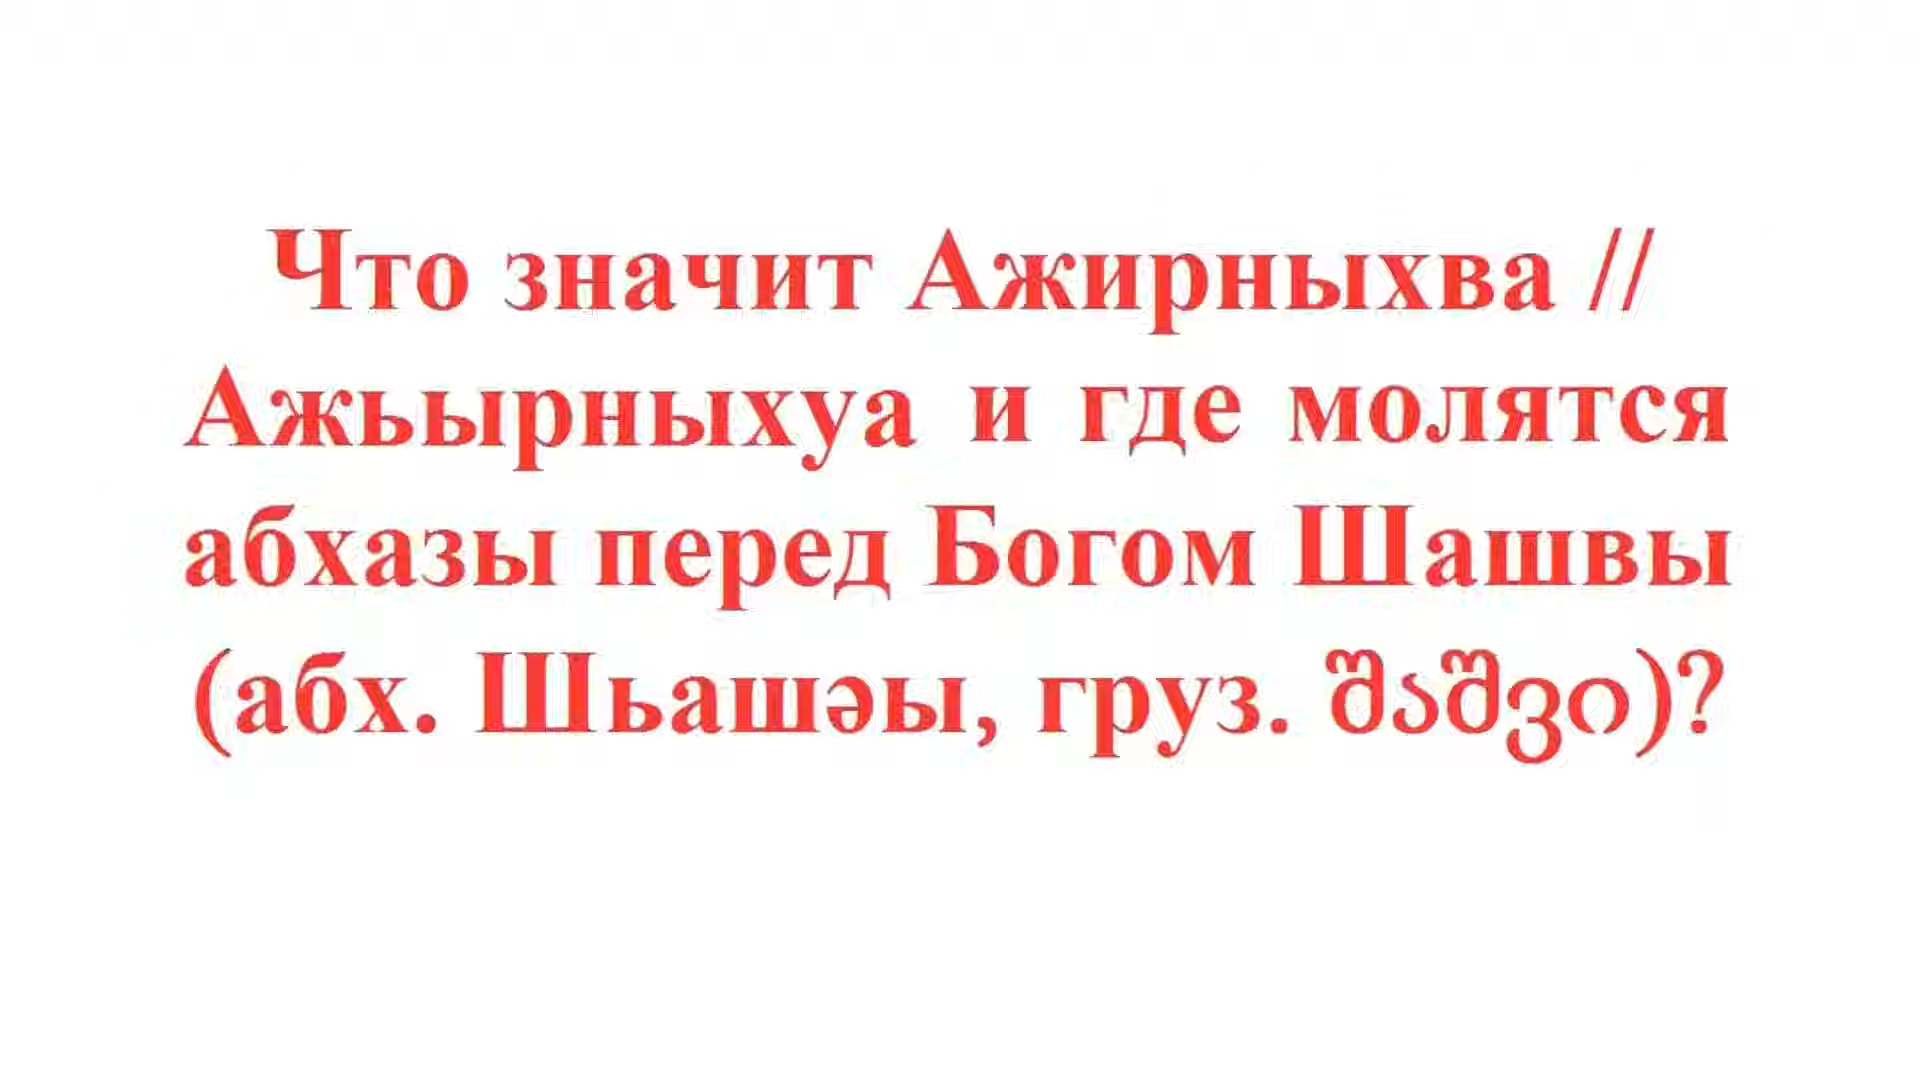 Что значит Ажирныхва //
Ажьырныхуа и где молятся
абхазы перед Богом Шашвы
(абх. Шьашәы, груз. შაშვი)?